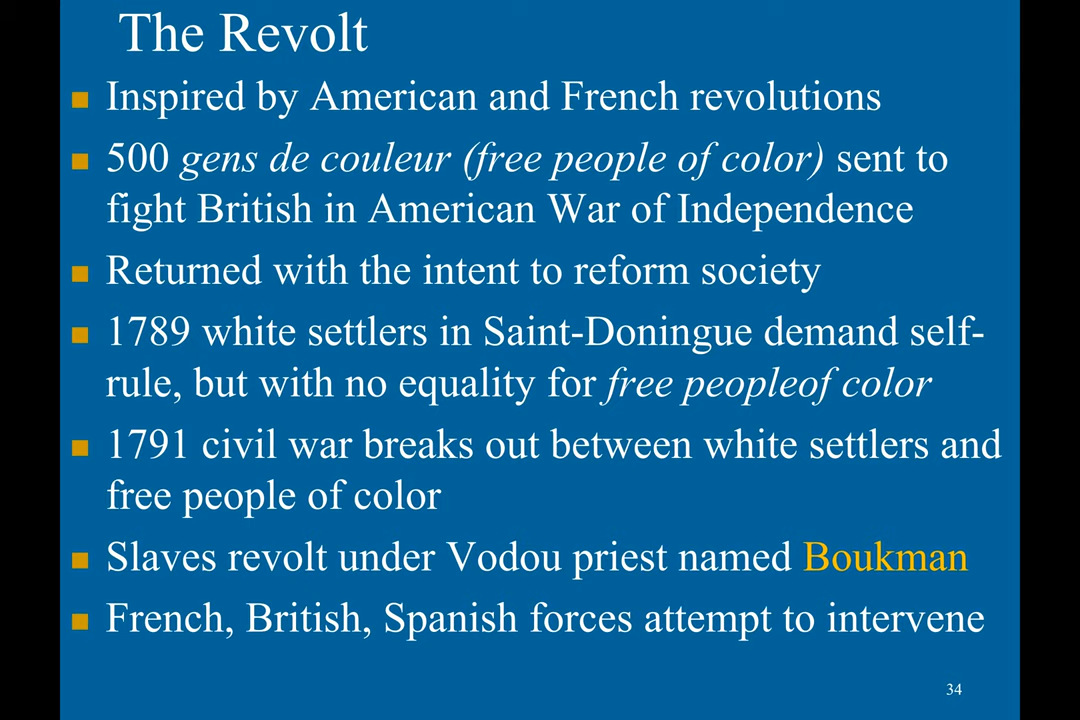 The Revolt
Inspired by American and French revolutions
500 gens de couleur (free people of color) sent to
fight British in American War of Independence
Returned with the intent to reform society
1789 white settlers in Saint-Doningue demand self-
rule, but with no equality for free peopleof color
1791 civil war breaks out between white settlers and
free people of color
Slaves revolt under Vodou priest named Boukman
French, British, Spanish forces attempt to intervene
34